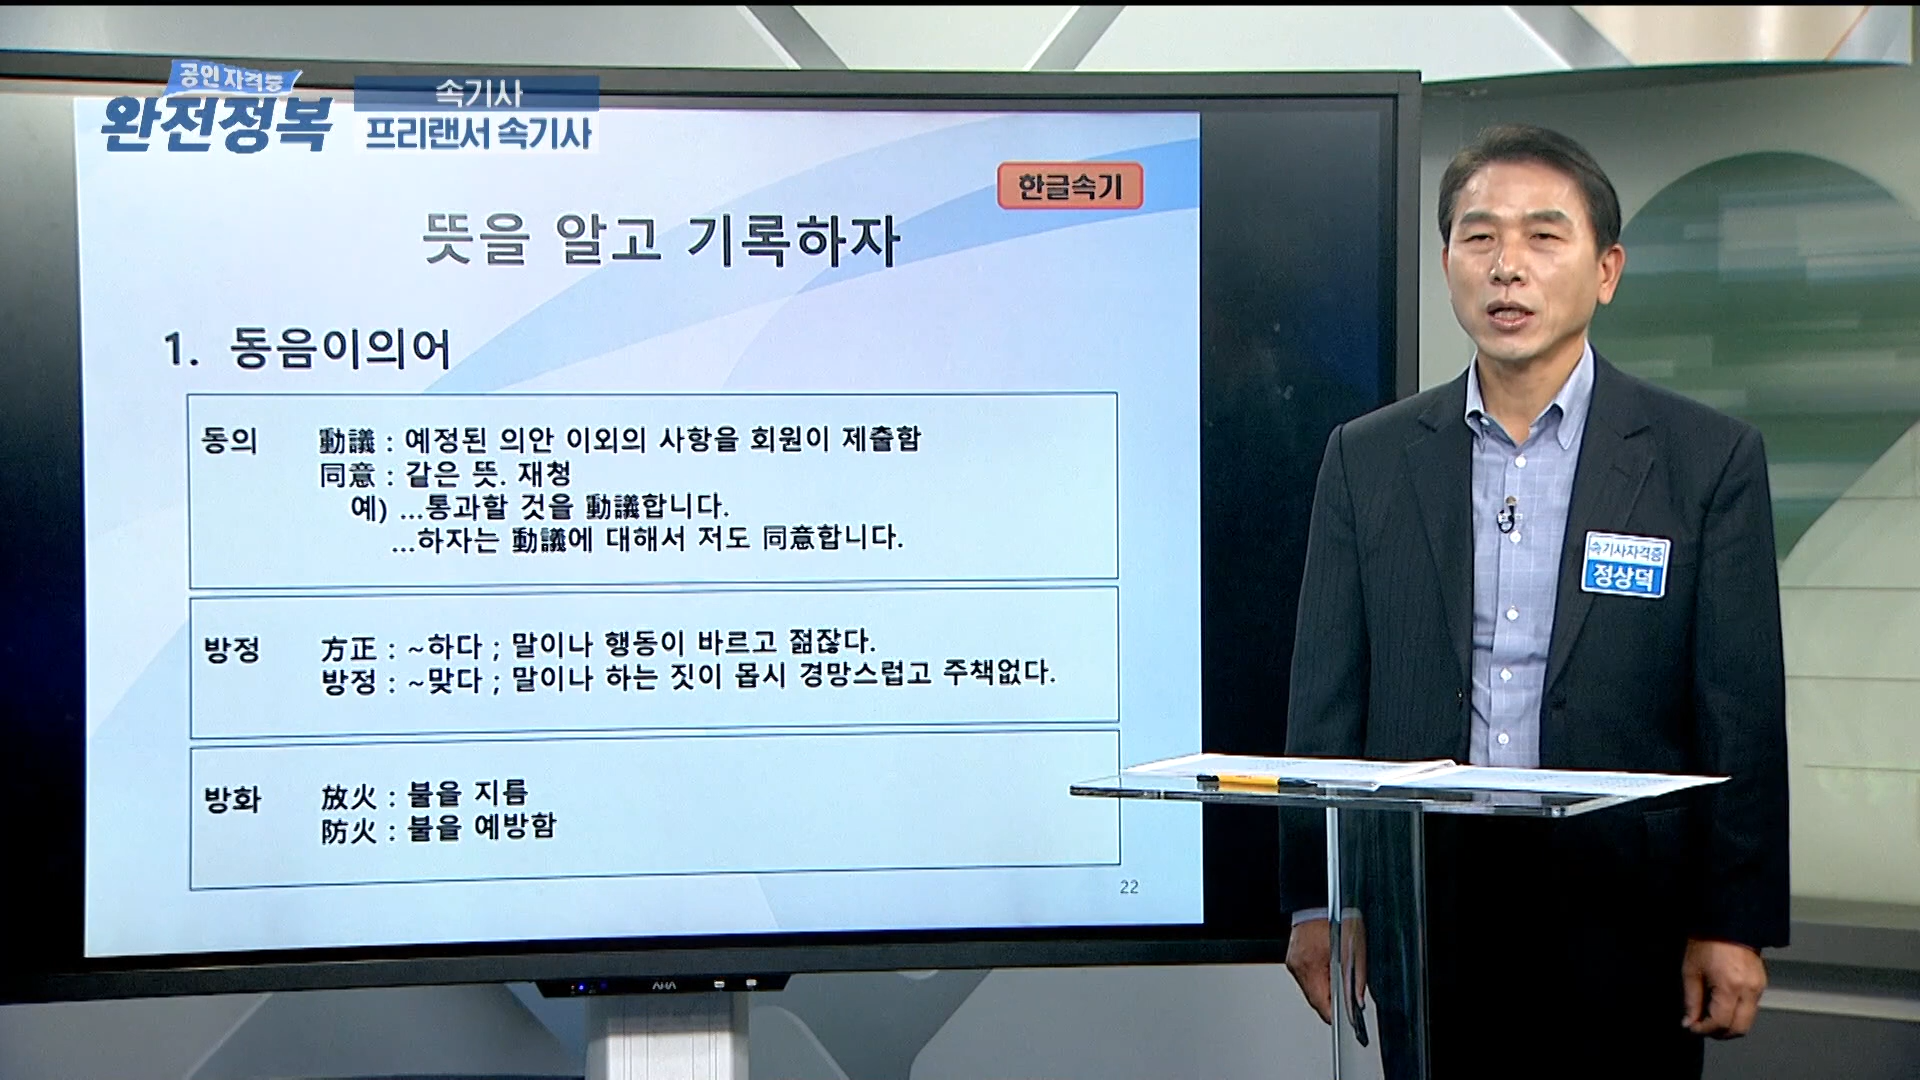 공인 자격증
완전정복
속기사
프리랜서 속기사
한글속기
뜻을 알고 기록하자
1. 동음이의어
동의 動議 : 예정된 의안 이외의 사항을 회원이 제출함
同意 : 같은 뜻. 재청
예) ...통과할 것을 動議합니다.
...하자는 動議에 대해서 저도 同意합니다.
방정 方正 : ~하다 ; 말이나 행동이 바르고 점잖다.
방정 : ~맞다 ; 말이나 하는 짓이 몹시 경망스럽고 주책없다.
방화 放火 : 불을 지름
防火 : 불을 예방함
22
속기사자격증
정상덕
AHA